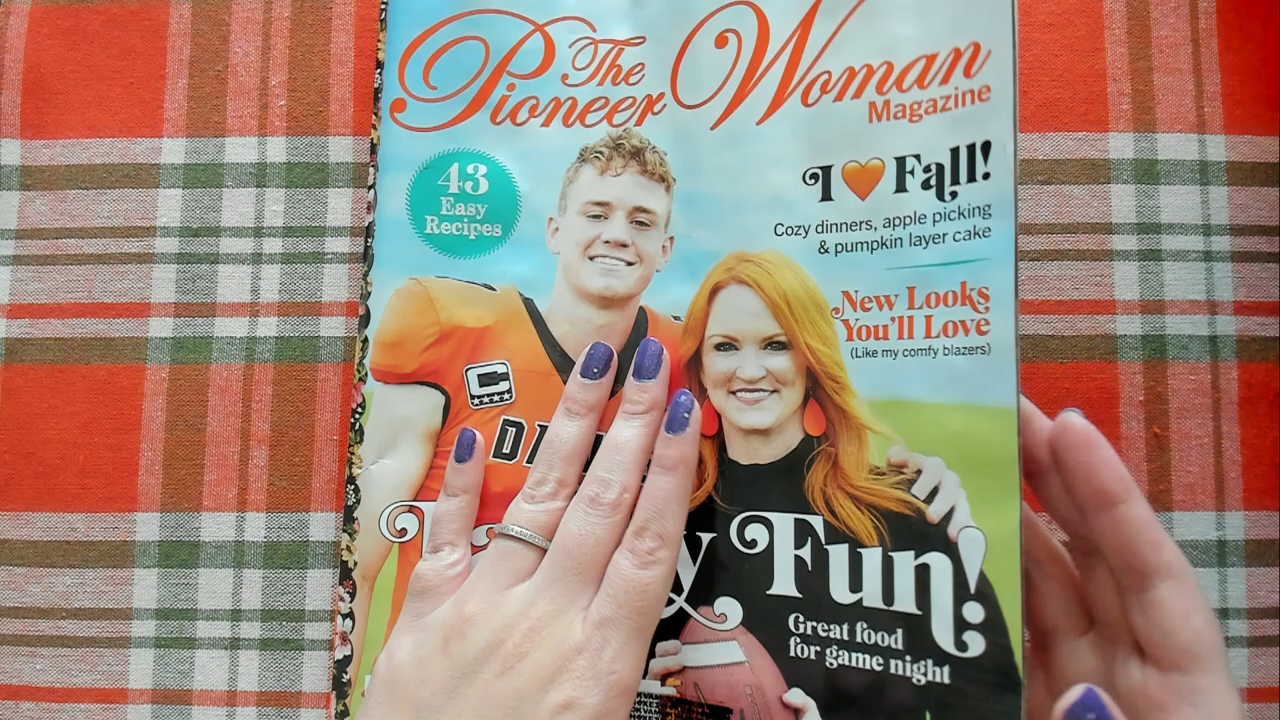 The
Pioneer Woman
Magazine
43
Easy
Recipes
I 🧡 Fall!
Cozy dinners, apple picking
& pumpkin layer cake
New Looks
You'll Love
(Like my comfy blazers)
C
Fun!
Great food
for game night